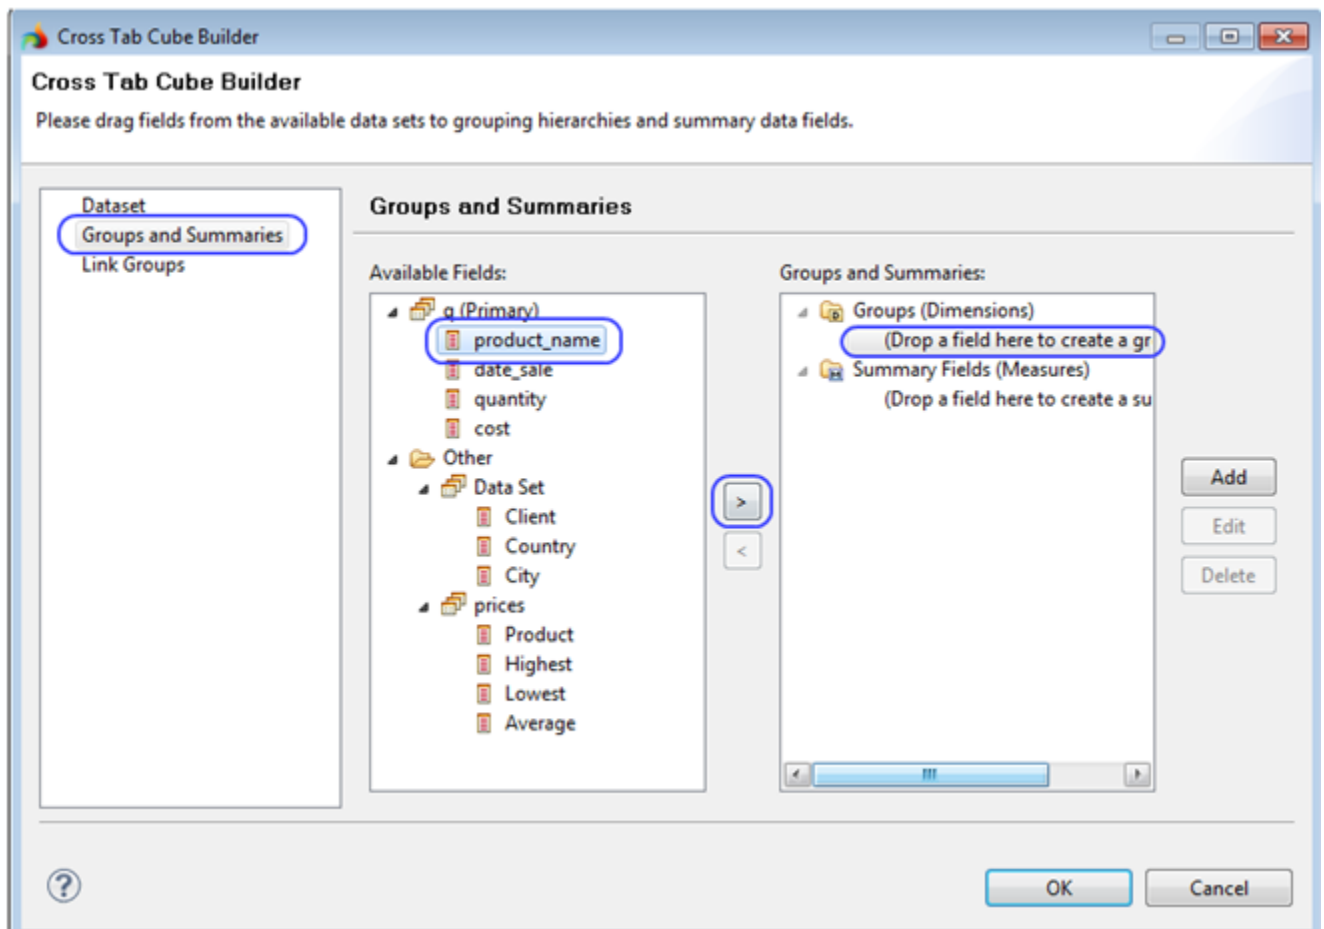 Cross Tab Cube Builder
Cross Tab Cube Builder
Please drag fields from the available data sets to grouping hierarchies and summary data fields.
Dataset
Groups and Summaries
Link Groups
Groups and Summaries
Available Fields:
q (Primary)
product_name
date_sale
quantity
cost
Other
Data Set
Client
Country
City
prices
Product
Highest
Lowest
Average
>
<
Groups and Summaries:
Groups (Dimensions)
(Drop a field here to create a gr
Summary Fields (Measures)
(Drop a field here to create a su
Add
Edit
Delete
?
OK
Cancel